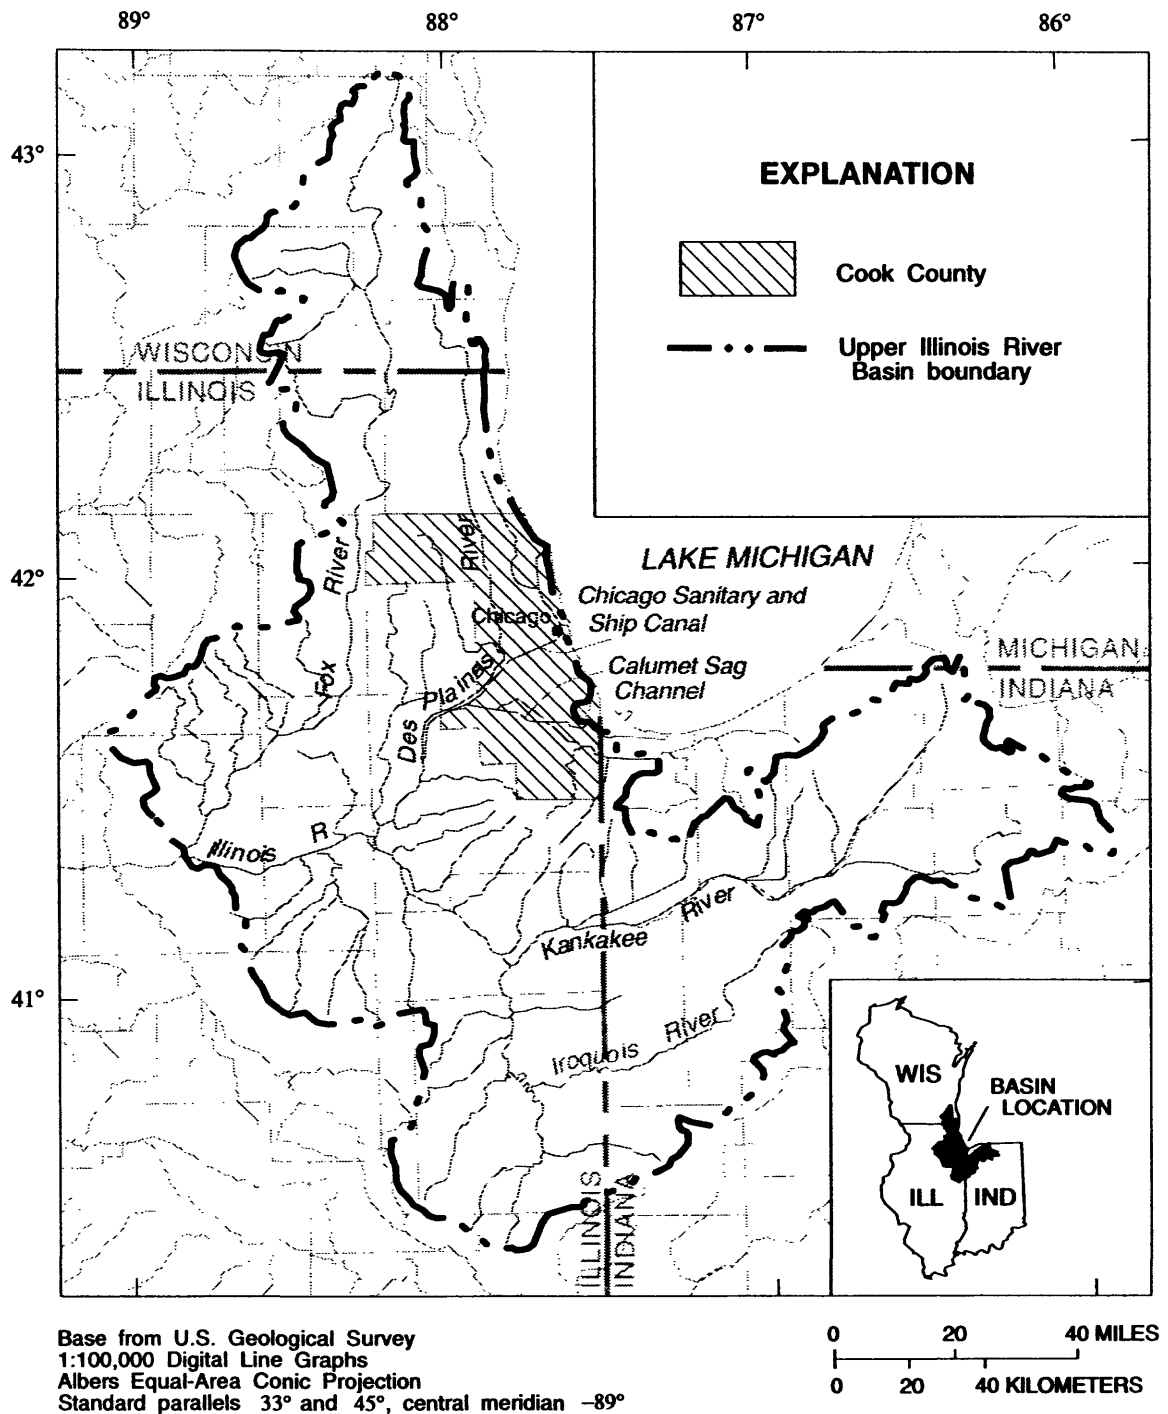 89° 88° 87° 86°
43°
42°
41°
EXPLANATION
Cook County
Upper Illinois River
Basin boundary
WISCONSIN
ILLINOIS
LAKE MICHIGAN
Chicago Sanitary and
Ship Canal
Calumet Sag
Channel
MICHIGAN
INDIANA
River
River
Chicago
Fox
Plaines
Des
Illinois R
River
Kankakee
River
Iroquois
ILLINOIS
INDIANA
WIS
BASIN
LOCATION
ILL IND
Base from U.S. Geological Survey
1:100,000 Digital Line Graphs
Albers Equal-Area Conic Projection
Standard parallels 33° and 45°, central meridian –89°
0 20 40 MILES
0 20 40 KILOMETERS